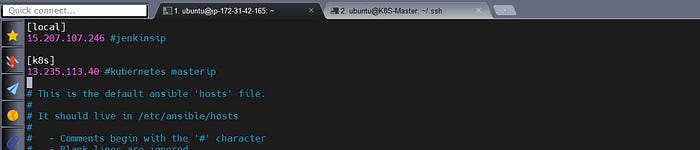 Quick connect...
1. ubuntu@ip-172-31-42-165: ~
2. ubuntu@K8S-Master: ~/.ssh
[local]
15.207.107.246 #jenkinsip
[k8s]
13.235.113.40 #kubernetes masterip
# This is the default ansible 'hosts' file.
#
# It should live in /etc/ansible/hosts
#
#   - Comments begin with the '#' character
#   - Blank lines are ignored